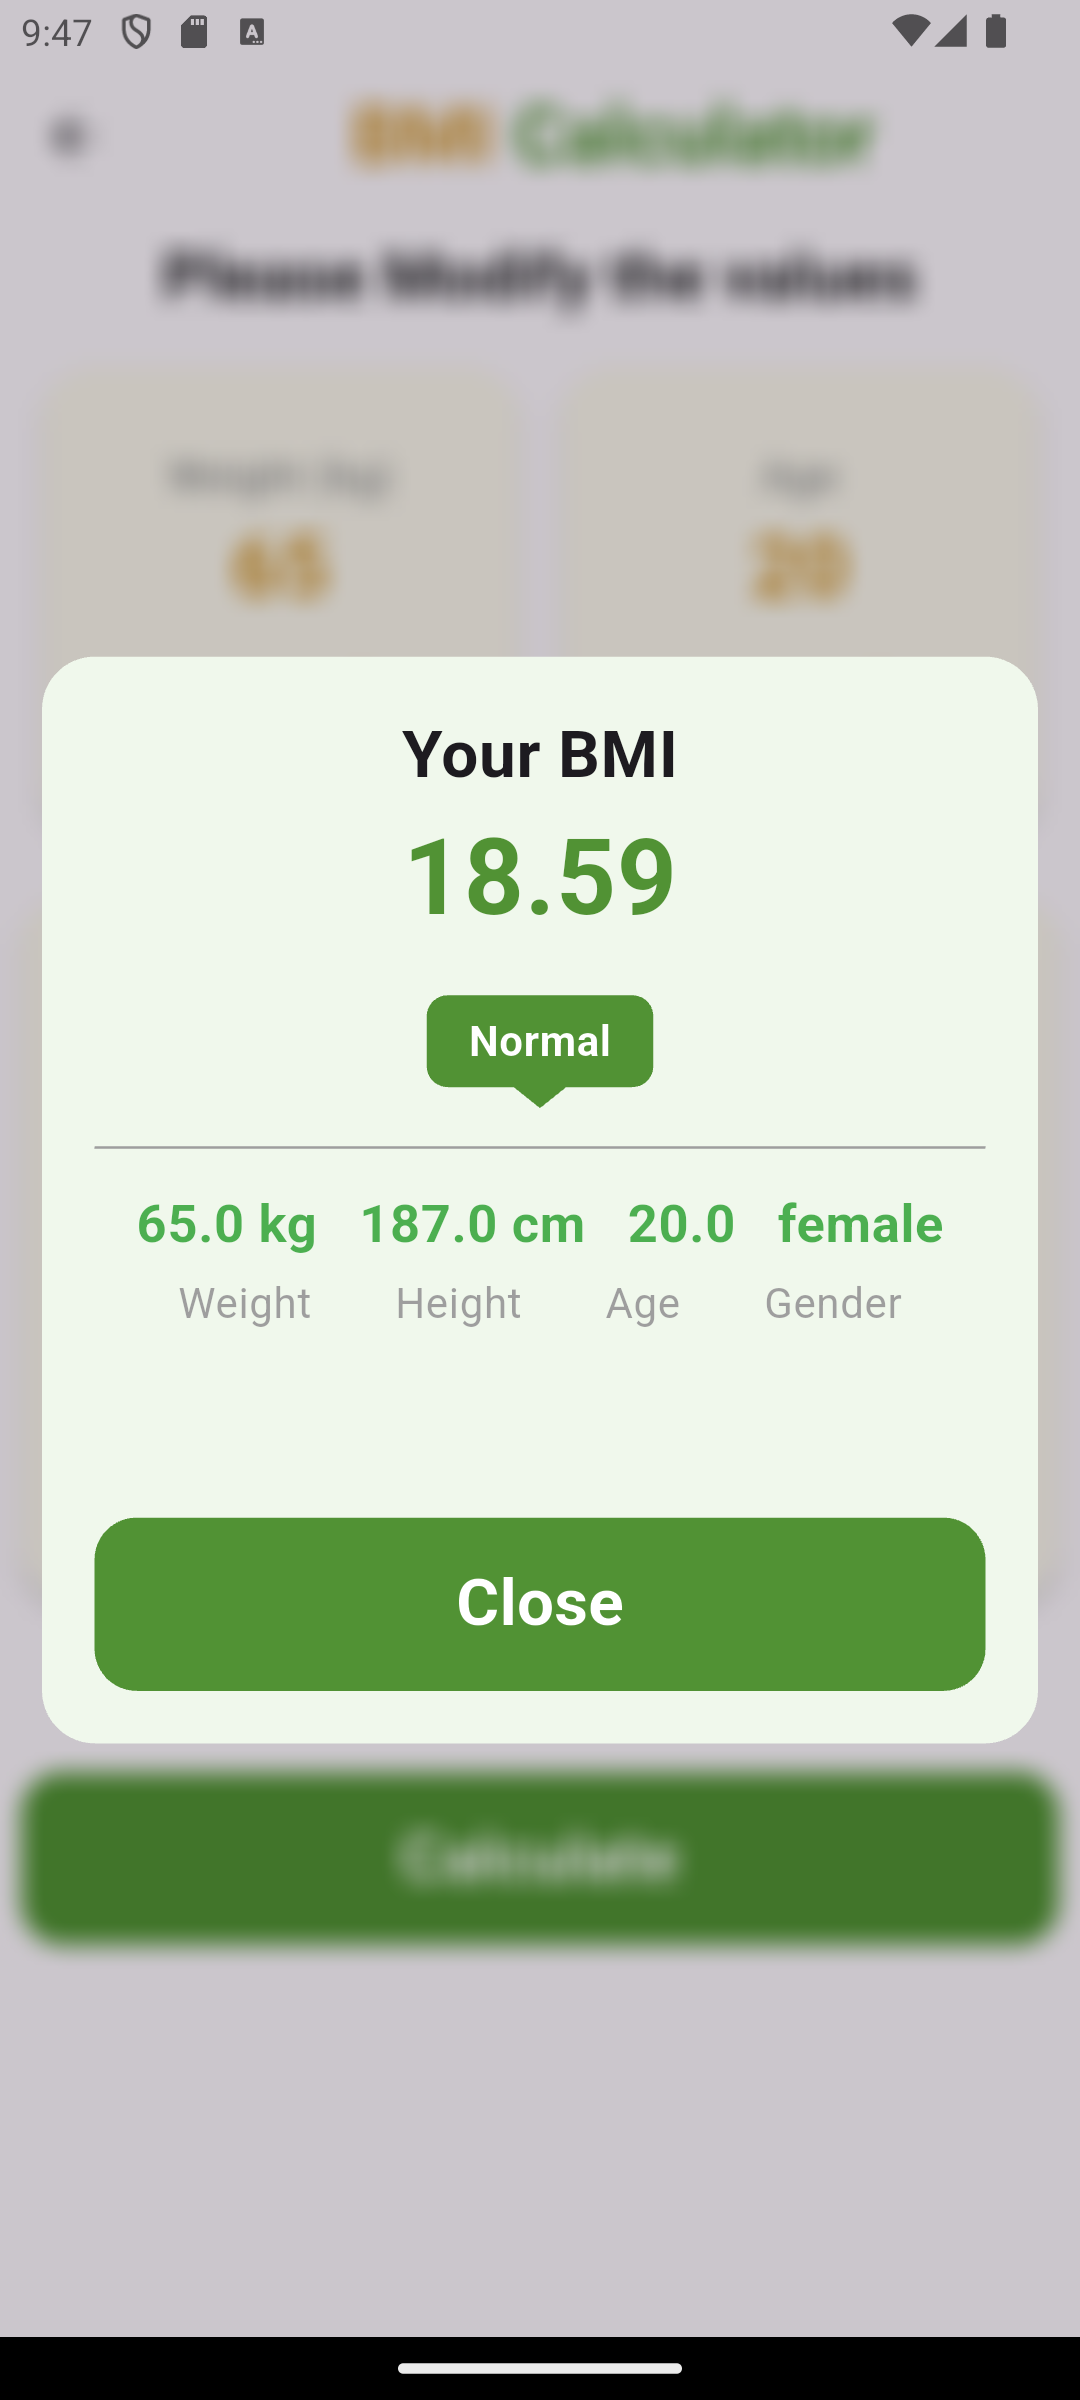 9:47
BMI Calculator
Please Modify the values
Weight (kg) Age
65 20
Your BMI
18.59
Normal
65.0 kg 187.0 cm 20.0 female
Weight Height Age Gender
Close
Calculate